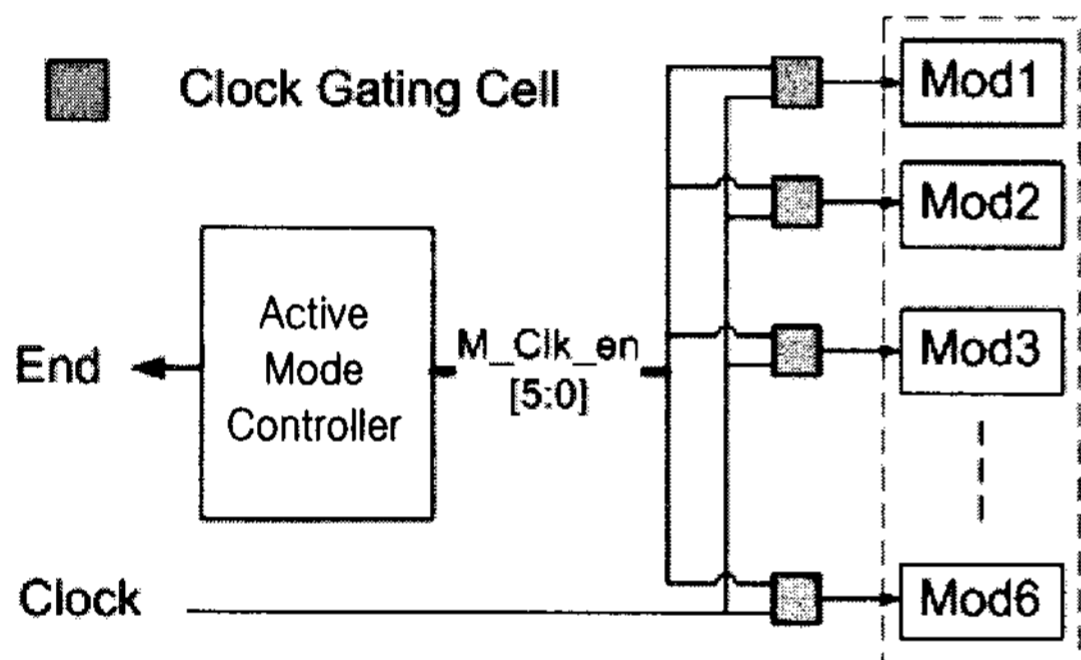 Clock Gating Cell
Mod1
Mod2
Active
Mode
Controller
M_Clk_en
[5:0]
Mod3
End
Clock
Mod6